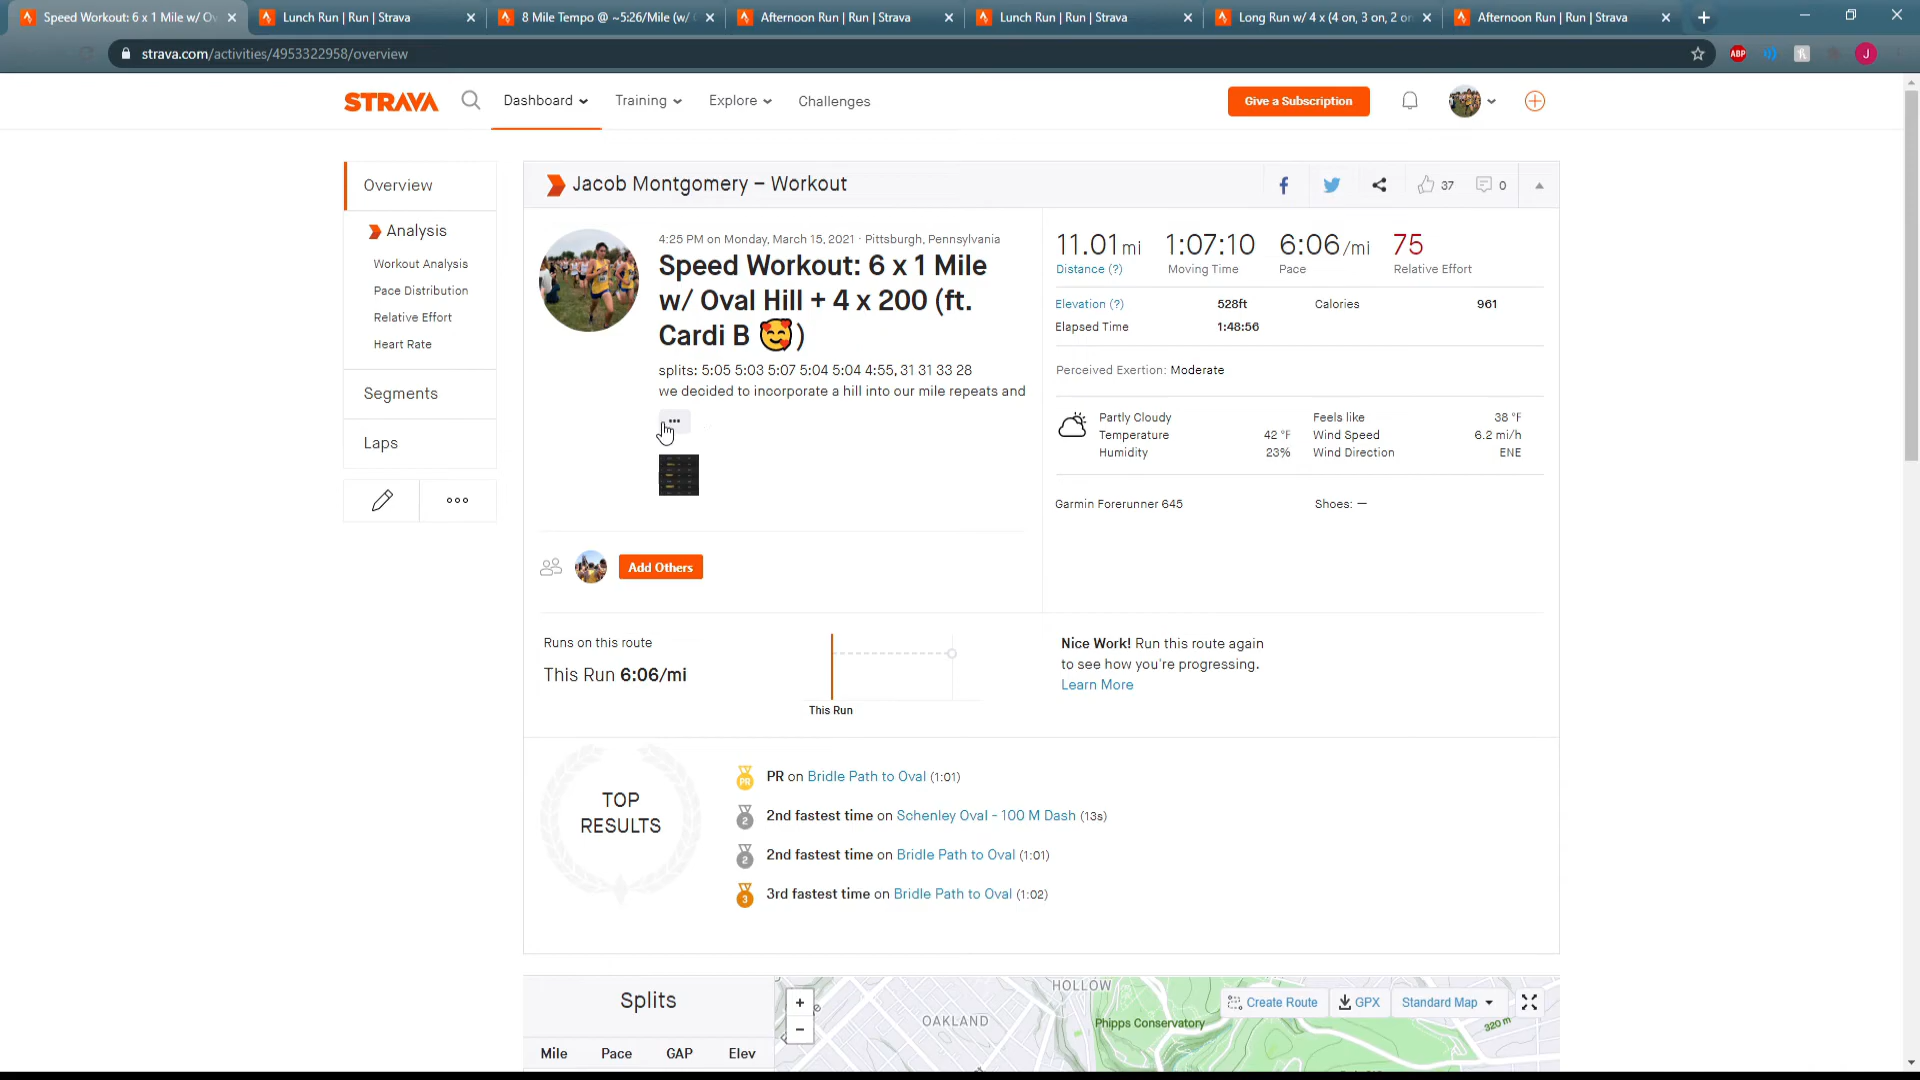 Speed Workout: 6 x 1 Mile w/ Ov
Lunch Run | Run | Strava
8 Mile Tempo @ ~5:26/Mile (w/
Afternoon Run | Run | Strava
Lunch Run | Run | Strava
Long Run w/ 4 x (4 on, 3 on, 2 on
Afternoon Run | Run | Strava
strava.com/activities/4953322958/overview
ABP
J
STRAVA
Dashboard
Training
Explore
Challenges
Give a Subscription
Overview
Analysis
Workout Analysis
Pace Distribution
Relative Effort
Heart Rate
Segments
Laps
Jacob Montgomery – Workout
37
0
4:25 PM on Monday, March 15, 2021 · Pittsburgh, Pennsylvania
Speed Workout: 6 x 1 Mile
w/ Oval Hill + 4 x 200 (ft.
Cardi B 🥰)
splits: 5:05 5:03 5:07 5:04 5:04 4:55, 31 31 33 28
we decided to incorporate a hill into our mile repeats and
Add Others
11.01 mi 1:07:10 6:06 /mi 75
Distance (?) Moving Time Pace Relative Effort
Elevation (?) 528ft Calories 961
Elapsed Time 1:48:56
Perceived Exertion: Moderate
Partly Cloudy Feels like 38 °F
Temperature 42 °F Wind Speed 6.2 mi/h
Humidity 23% Wind Direction ENE
Garmin Forerunner 645 Shoes: —
Runs on this route
This Run 6:06/mi
This Run
Nice Work! Run this route again
to see how you're progressing.
Learn More
TOP
RESULTS
PR
PR on Bridle Path to Oval (1:01)
2
2nd fastest time on Schenley Oval - 100 M Dash (13s)
2
2nd fastest time on Bridle Path to Oval (1:01)
3
3rd fastest time on Bridle Path to Oval (1:02)
Splits
Mile Pace GAP Elev
+
−
HOLLOW
OAKLAND
Phipps Conservatory
320 m
Create Route
GPX
Standard Map